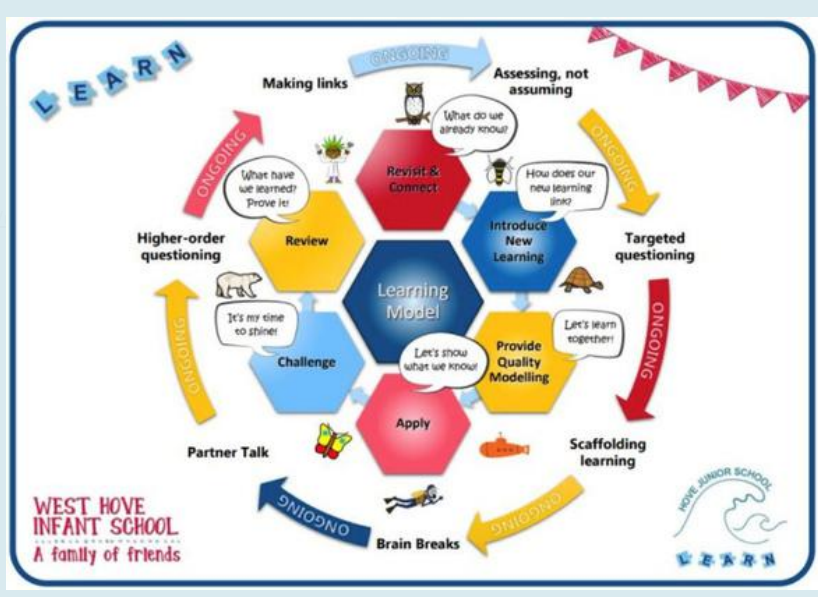 LEARN
ONGOING
Making links
Assessing, not
assuming
What do we
already know?
Revisit &
Connect
ONGOING
ONGOING
What have
we learned?
Prove it!
How does our
new learning
link?
Introduce
New
Learning
Review
Higher-order
questioning
Targeted
questioning
Learning
Model
It's my time
to shine!
Let's learn
together!
ONGOING
ONGOING
Challenge
Let's show
what we know!
Provide
Quality
Modelling
Apply
Partner Talk
Scaffolding
learning
ONGOING
ONGOING
Brain Breaks
WEST HOVE
INFANT SCHOOL
A family of friends
HOVE JUNIOR SCHOOL
LEARN